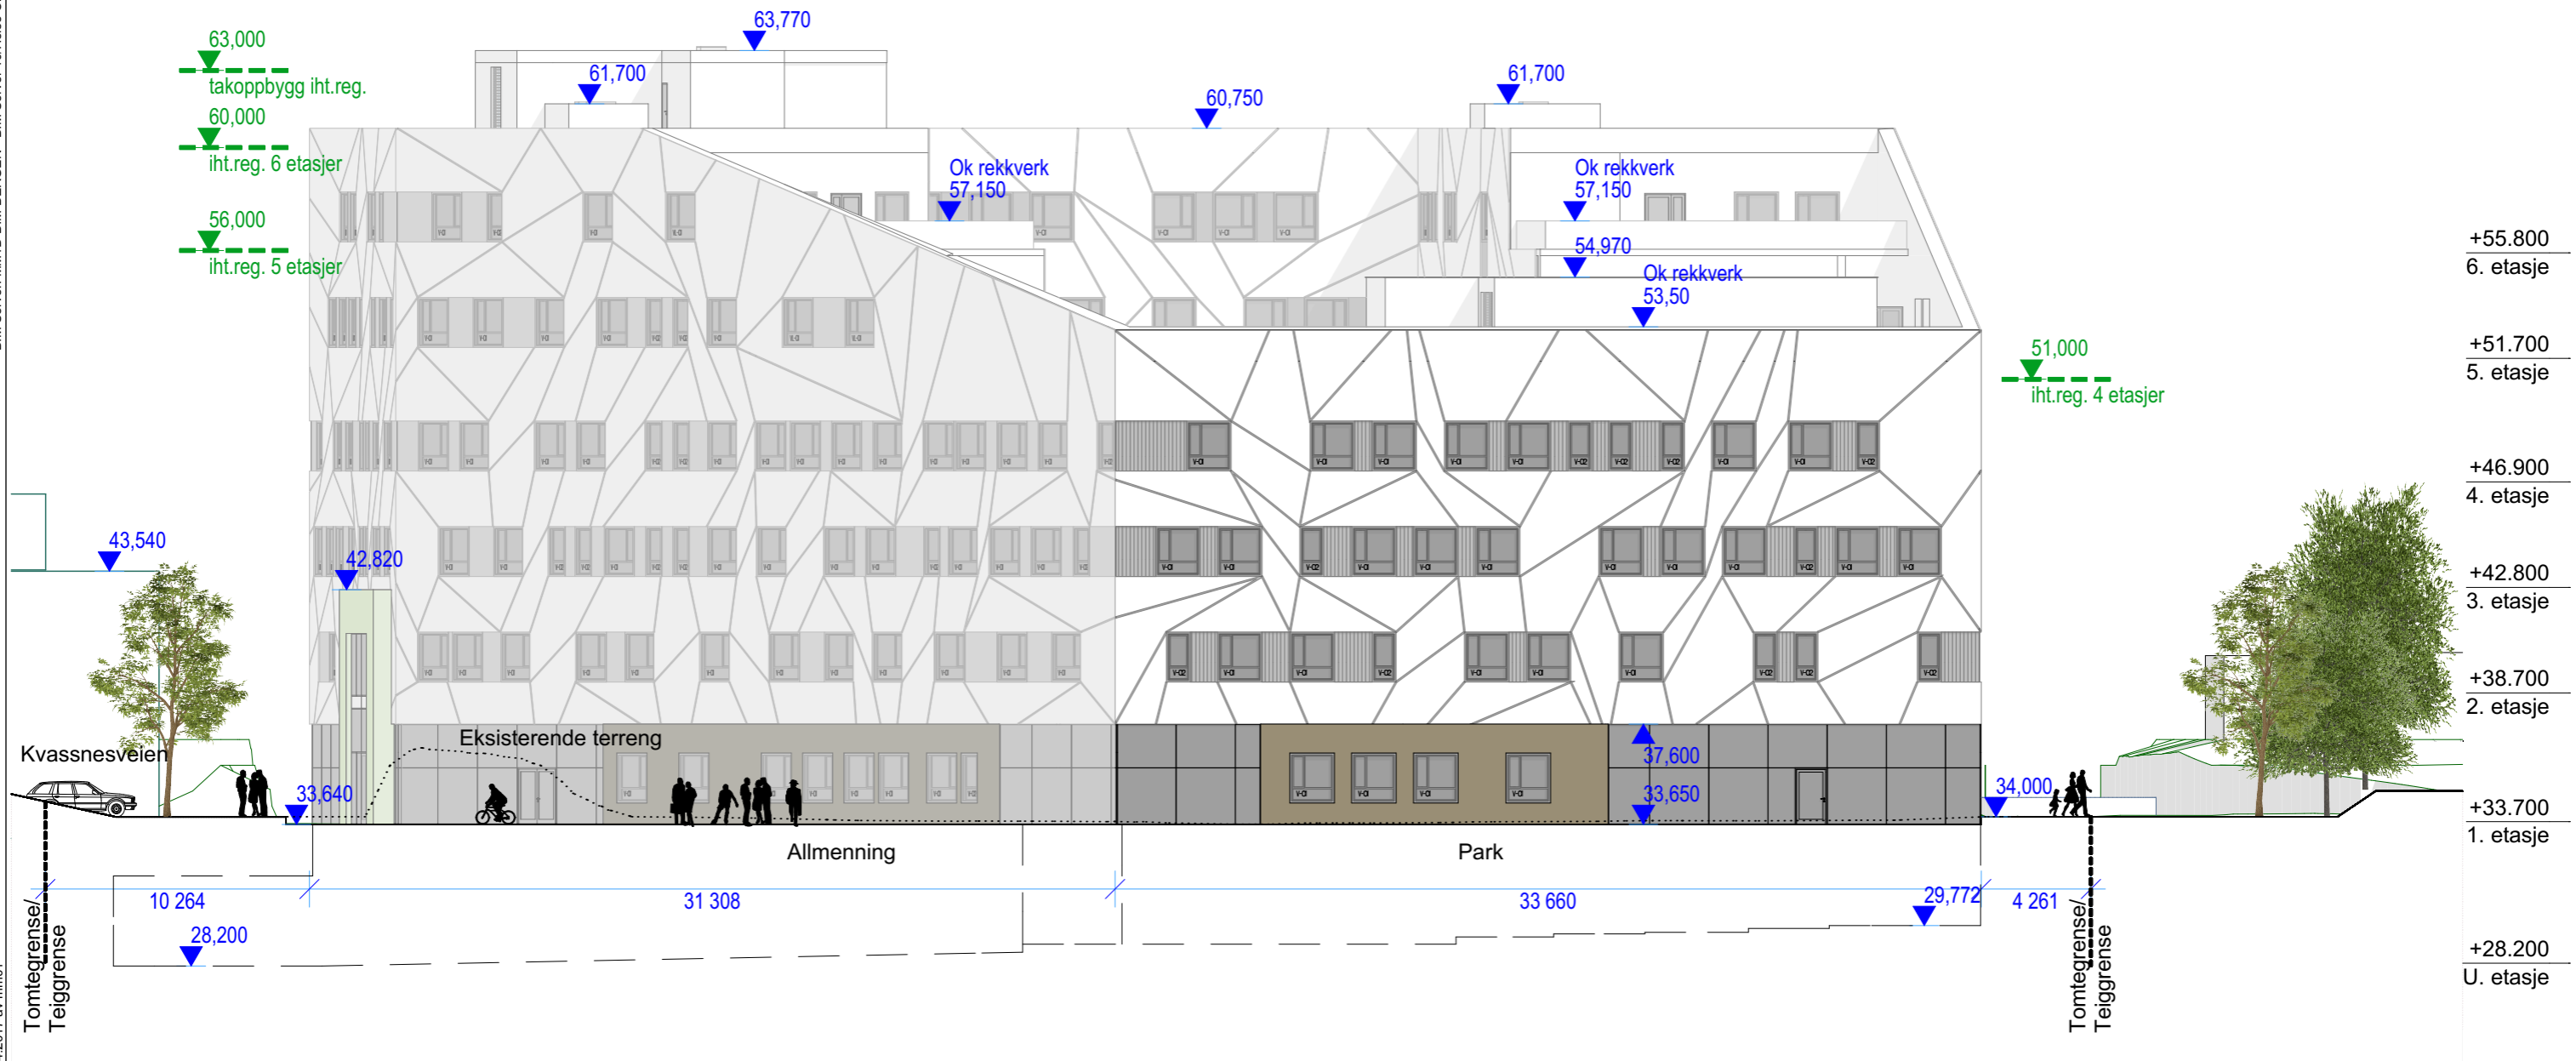 63,770
63,000
takoppbygg iht.reg.
61,700
61,700
60,750
60,000
iht.reg. 6 etasjer
Ok rekkverk
57,150
Ok rekkverk
57,150
56,000
iht.reg. 5 etasjer
54,970
Ok rekkverk
53,50
+55.800
6. etasje
51,000
iht.reg. 4 etasjer
+51.700
5. etasje
+46.900
4. etasje
43,540
42,820
+42.800
3. etasje
+38.700
2. etasje
Kvassnesveien
Eksisterende terreng
37,600
33,640
33,650
34,000
+33.700
1. etasje
Allmenning
Park
10 264
31 308
33 660
29,772
4 261
28,200
+28.200
U. etasje
Tomtegrense/
Teiggrense
Tomtegrense/
Teiggrense